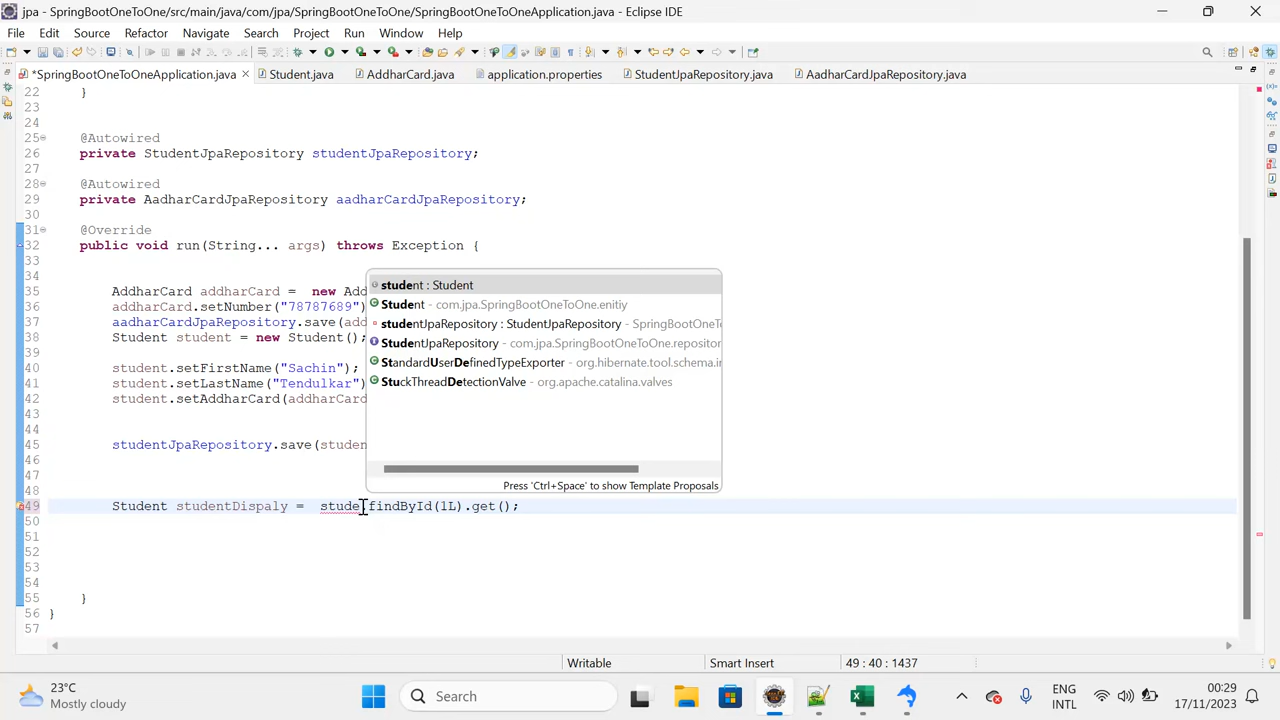 jpa - SpringBootOneToOne/src/main/java/com/jpa/SpringBootOneToOne/SpringBootOneToOneApplication.java - Eclipse IDE
File Edit Source Refactor Navigate Search Project Run Window Help
*SpringBootOneToOneApplication.java Student.java AddharCard.java application.properties StudentJpaRepository.java AadharCardJpaRepository.java
22 }
23
24
25 @Autowired
26 private StudentJpaRepository studentJpaRepository;
27
28 @Autowired
29 private AadharCardJpaRepository aadharCardJpaRepository;
30
31 @Override
32 public void run(String... args) throws Exception {
33
34
35 AddharCard addharCard = new Add
36 addharCard.setNumber("78787689")
37 aadharCardJpaRepository.save(add
38 Student student = new Student();
39
40 student.setFirstName("Sachin");
41 student.setLastName("Tendulkar")
42 student.setAddharCard(addharCard
43
44
45 studentJpaRepository.save(studen
46
47
48
49 Student studentDispaly = stude.findById(1L).get();
50
51
52
53
54
55 }
56 }
57
student : Student
Student - com.jpa.SpringBootOneToOne.enitiy
studentJpaRepository : StudentJpaRepository - SpringBootOneTo
StudentJpaRepository - com.jpa.SpringBootOneToOne.repositor
StandardUserDefinedTypeExporter - org.hibernate.tool.schema.in
StuckThreadDetectionValve - org.apache.catalina.valves
Press 'Ctrl+Space' to show Template Proposals
Writable Smart Insert 49 : 40 : 1437
23°C
Mostly cloudy
Search
ENG
INTL
00:29
17/11/2023